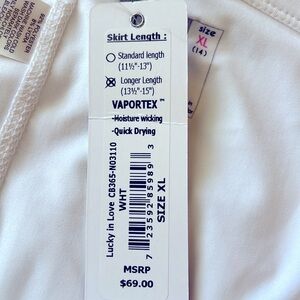 Skirt Length :
Standard length
(11½"-13")
Longer Length
(13½"-15")
VAPORTEX™
-Moisture wicking
-Quick Drying
Lucky in Love CB365-N03110
WHT
7 23592 85989 3
SIZE XL
MSRP
$69.00
size
XL
(14)